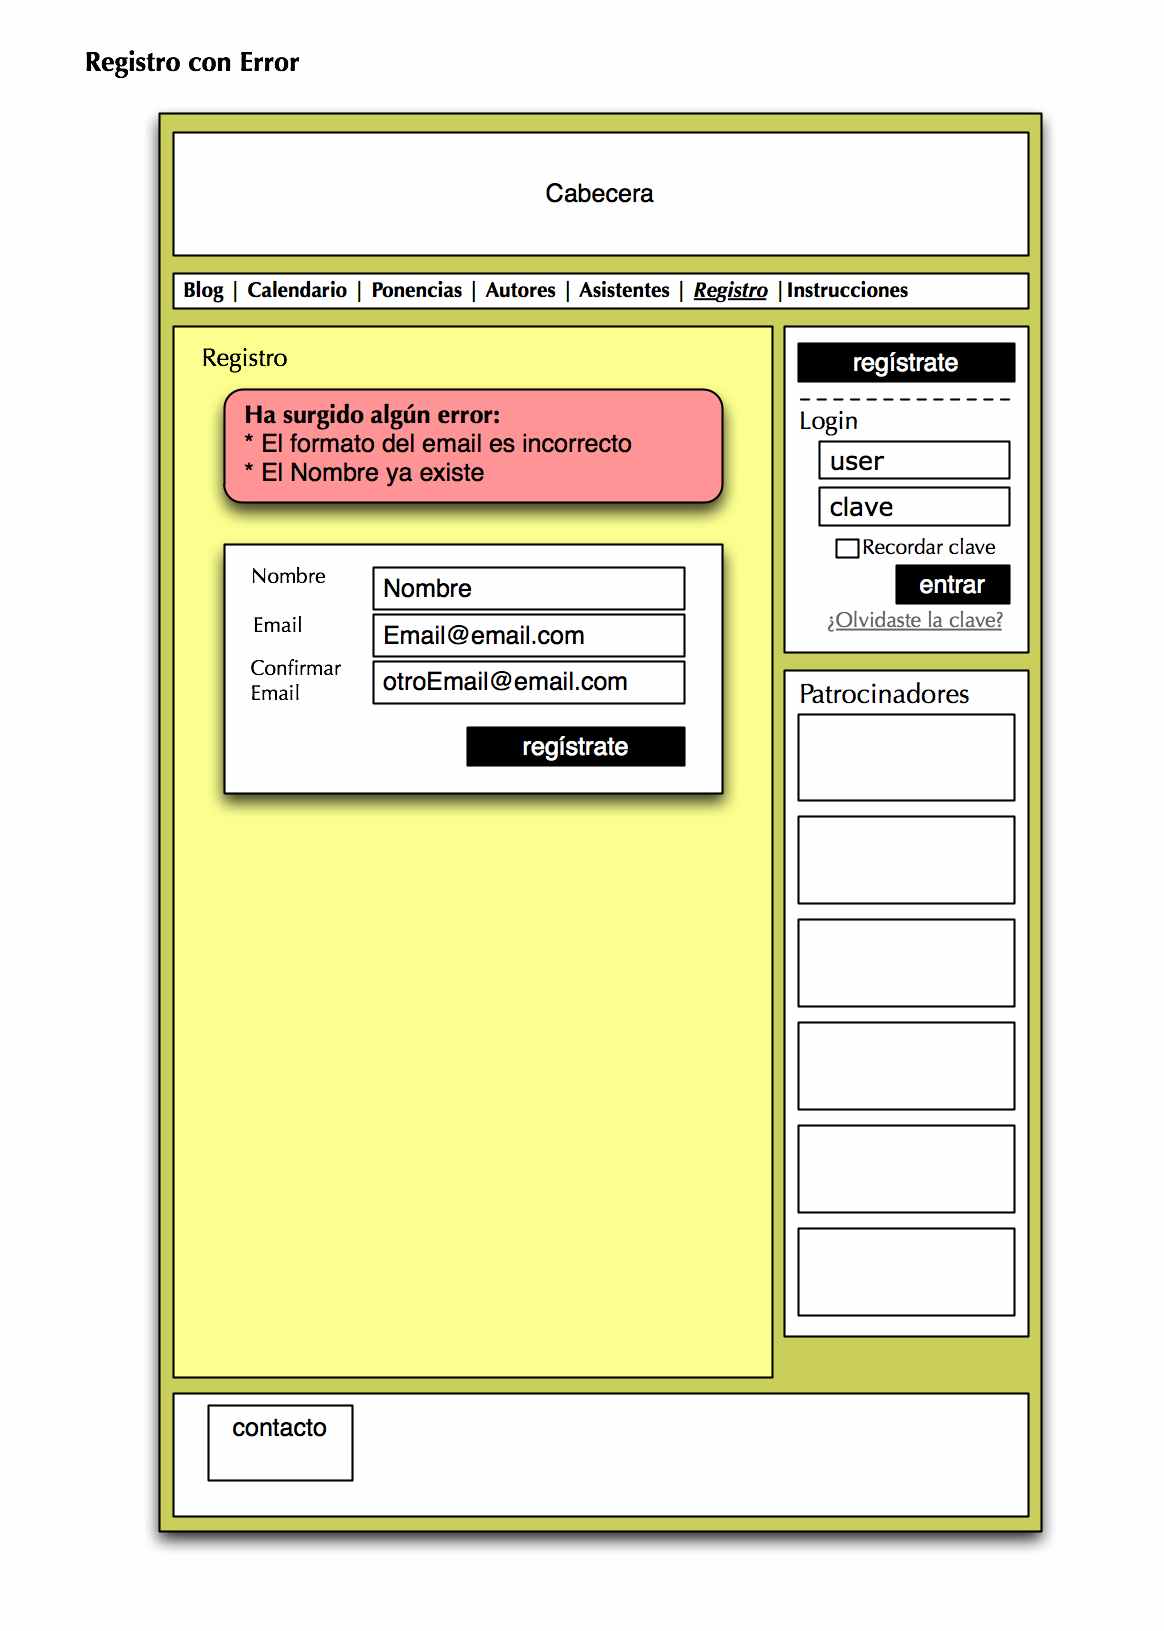 Registro con Error
Cabecera
Blog | Calendario | Ponencias | Autores | Asistentes | Registro | Instrucciones
Registro
Ha surgido algún error:
* El formato del email es incorrecto
* El Nombre ya existe
Nombre
Nombre
Email
Email@email.com
Confirmar
Email
otroEmail@email.com
regístrate
regístrate
Login
user
clave
Recordar clave
entrar
¿Olvidaste la clave?
Patrocinadores
contacto